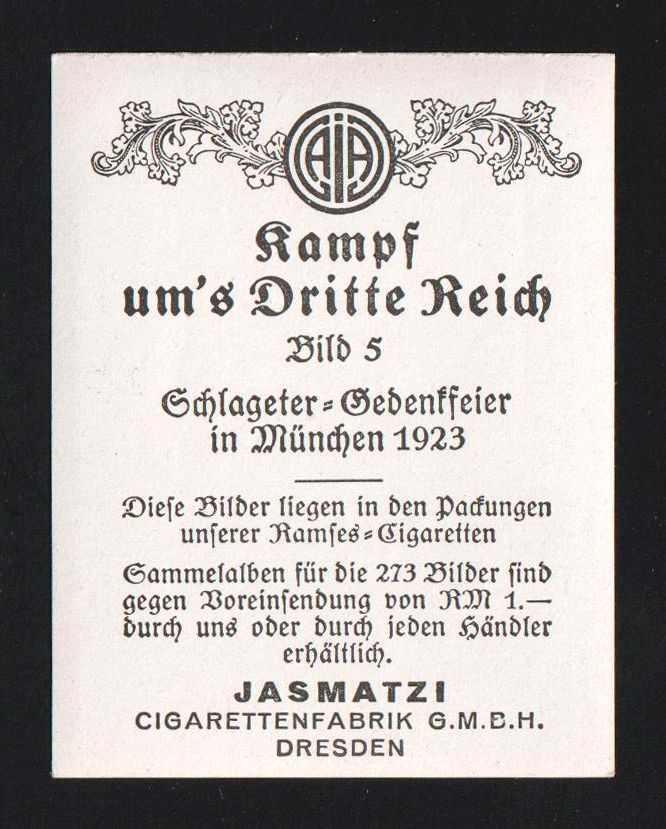 AJA
Kampf
um's Dritte Reich
Bild 5
Schlageter-Gedenkfeier
in München 1923
Diese Bilder liegen in den Packungen
unserer Ramses-Cigaretten
Sammelalben für die 273 Bilder sind
gegen Voreinsendung von RM 1.—
durch uns oder durch jeden Händler
erhältlich.
JASMATZI
CIGARETTENFABRIK G.M.B.H.
DRESDEN